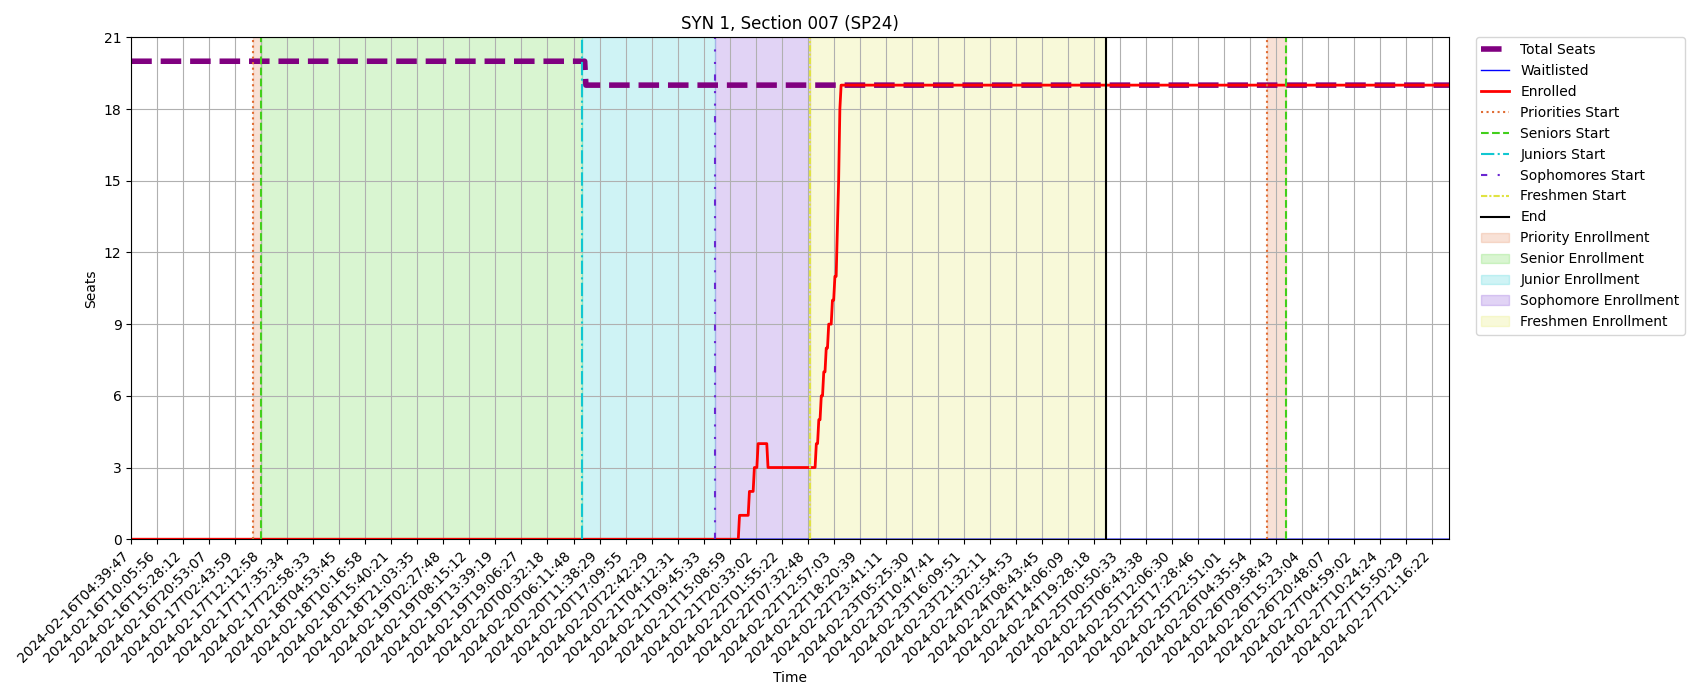 SYN 1, Section 007 (SP24)
21
18
15
12
9
6
3
0
Seats
2024-02-16T04:39:47
2024-02-16T10:05:56
2024-02-16T15:28:12
2024-02-16T20:53:07
2024-02-17T02:43:59
2024-02-17T12:12:58
2024-02-17T17:35:34
2024-02-17T22:58:33
2024-02-18T04:53:45
2024-02-18T10:16:58
2024-02-18T15:40:21
2024-02-18T21:03:35
2024-02-19T02:27:48
2024-02-19T08:15:12
2024-02-19T13:39:19
2024-02-19T19:06:27
2024-02-20T00:32:18
2024-02-20T06:11:48
2024-02-20T11:38:29
2024-02-20T17:09:55
2024-02-20T22:42:29
2024-02-21T04:12:31
2024-02-21T09:45:33
2024-02-21T15:08:59
2024-02-21T20:33:02
2024-02-22T01:55:22
2024-02-22T07:32:48
2024-02-22T12:57:03
2024-02-22T18:20:39
2024-02-22T23:41:11
2024-02-23T05:25:30
2024-02-23T10:47:41
2024-02-23T16:09:51
2024-02-23T21:32:11
2024-02-24T02:54:53
2024-02-24T08:43:45
2024-02-24T14:06:09
2024-02-24T19:28:18
2024-02-25T00:50:33
2024-02-25T06:43:38
2024-02-25T12:06:30
2024-02-25T17:28:46
2024-02-25T22:51:01
2024-02-26T04:35:54
2024-02-26T09:58:43
2024-02-26T15:23:04
2024-02-26T20:48:07
2024-02-27T04:59:02
2024-02-27T10:24:24
2024-02-27T15:50:29
2024-02-27T21:16:22
Time
Total Seats
Waitlisted
Enrolled
Priorities Start
Seniors Start
Juniors Start
Sophomores Start
Freshmen Start
End
Priority Enrollment
Senior Enrollment
Junior Enrollment
Sophomore Enrollment
Freshmen Enrollment